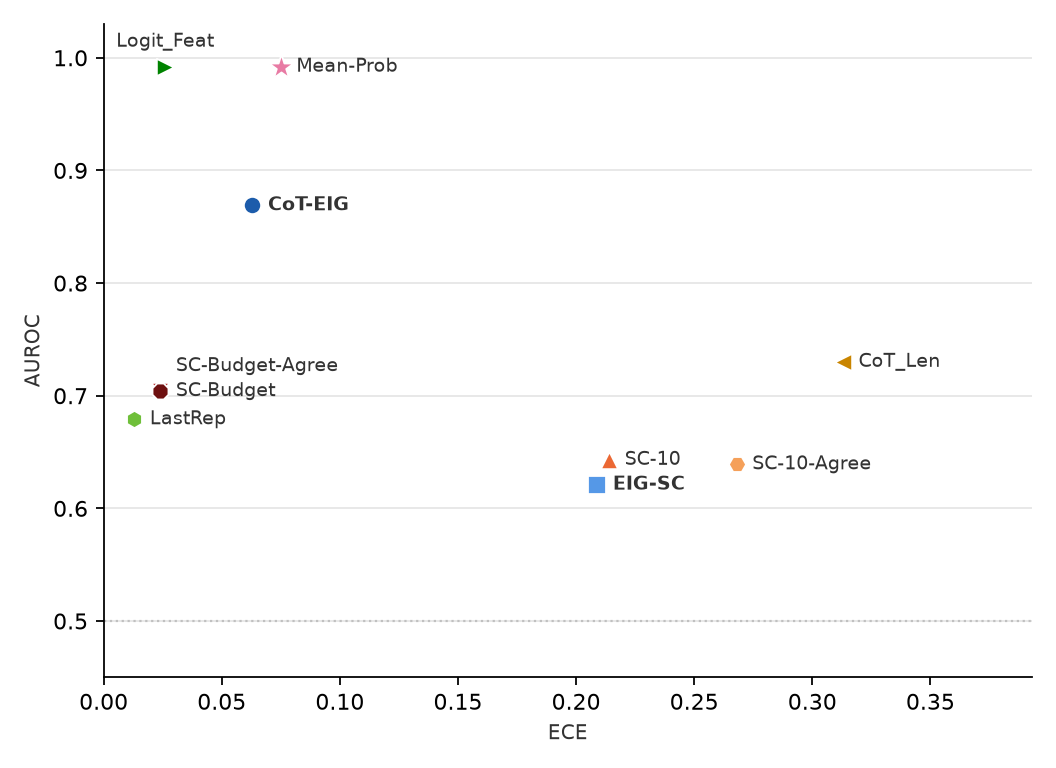 Logit_Feat
1.0
Mean-Prob
0.9
CoT-EIG
0.8
SC-Budget-Agree
CoT_Len
SC-Budget
0.7
LastRep
SC-10
SC-10-Agree
EIG-SC
0.6
0.5
AUROC
0.00 0.05 0.10 0.15 0.20 0.25 0.30 0.35
ECE